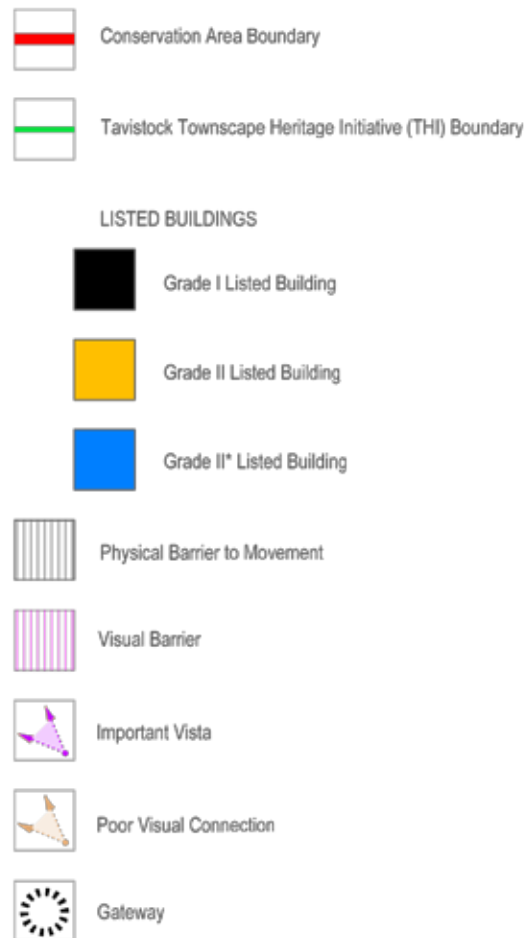 Conservation Area Boundary
Tavistock Townscape Heritage Initiative (THI) Boundary
LISTED BUILDINGS
Grade I Listed Building
Grade II Listed Building
Grade II* Listed Building
Physical Barrier to Movement
Visual Barrier
Important Vista
Poor Visual Connection
Gateway